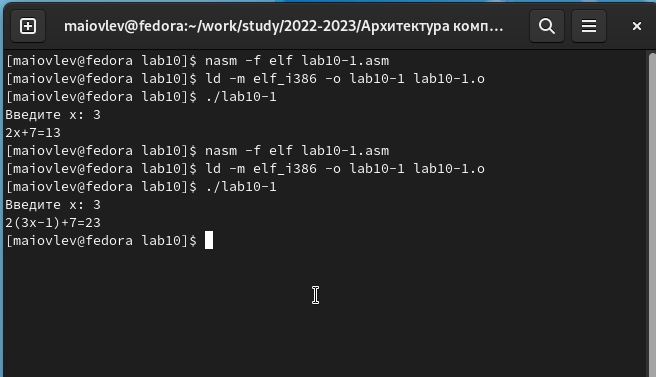 maiovlev@fedora:~/work/study/2022-2023/Архитектура комп...
[maiovlev@fedora lab10]$ nasm -f elf lab10-1.asm
[maiovlev@fedora lab10]$ ld -m elf_i386 -o lab10-1 lab10-1.o
[maiovlev@fedora lab10]$ ./lab10-1
Введите x: 3
2x+7=13
[maiovlev@fedora lab10]$ nasm -f elf lab10-1.asm
[maiovlev@fedora lab10]$ ld -m elf_i386 -o lab10-1 lab10-1.o
[maiovlev@fedora lab10]$ ./lab10-1
Введите x: 3
2(3x-1)+7=23
[maiovlev@fedora lab10]$